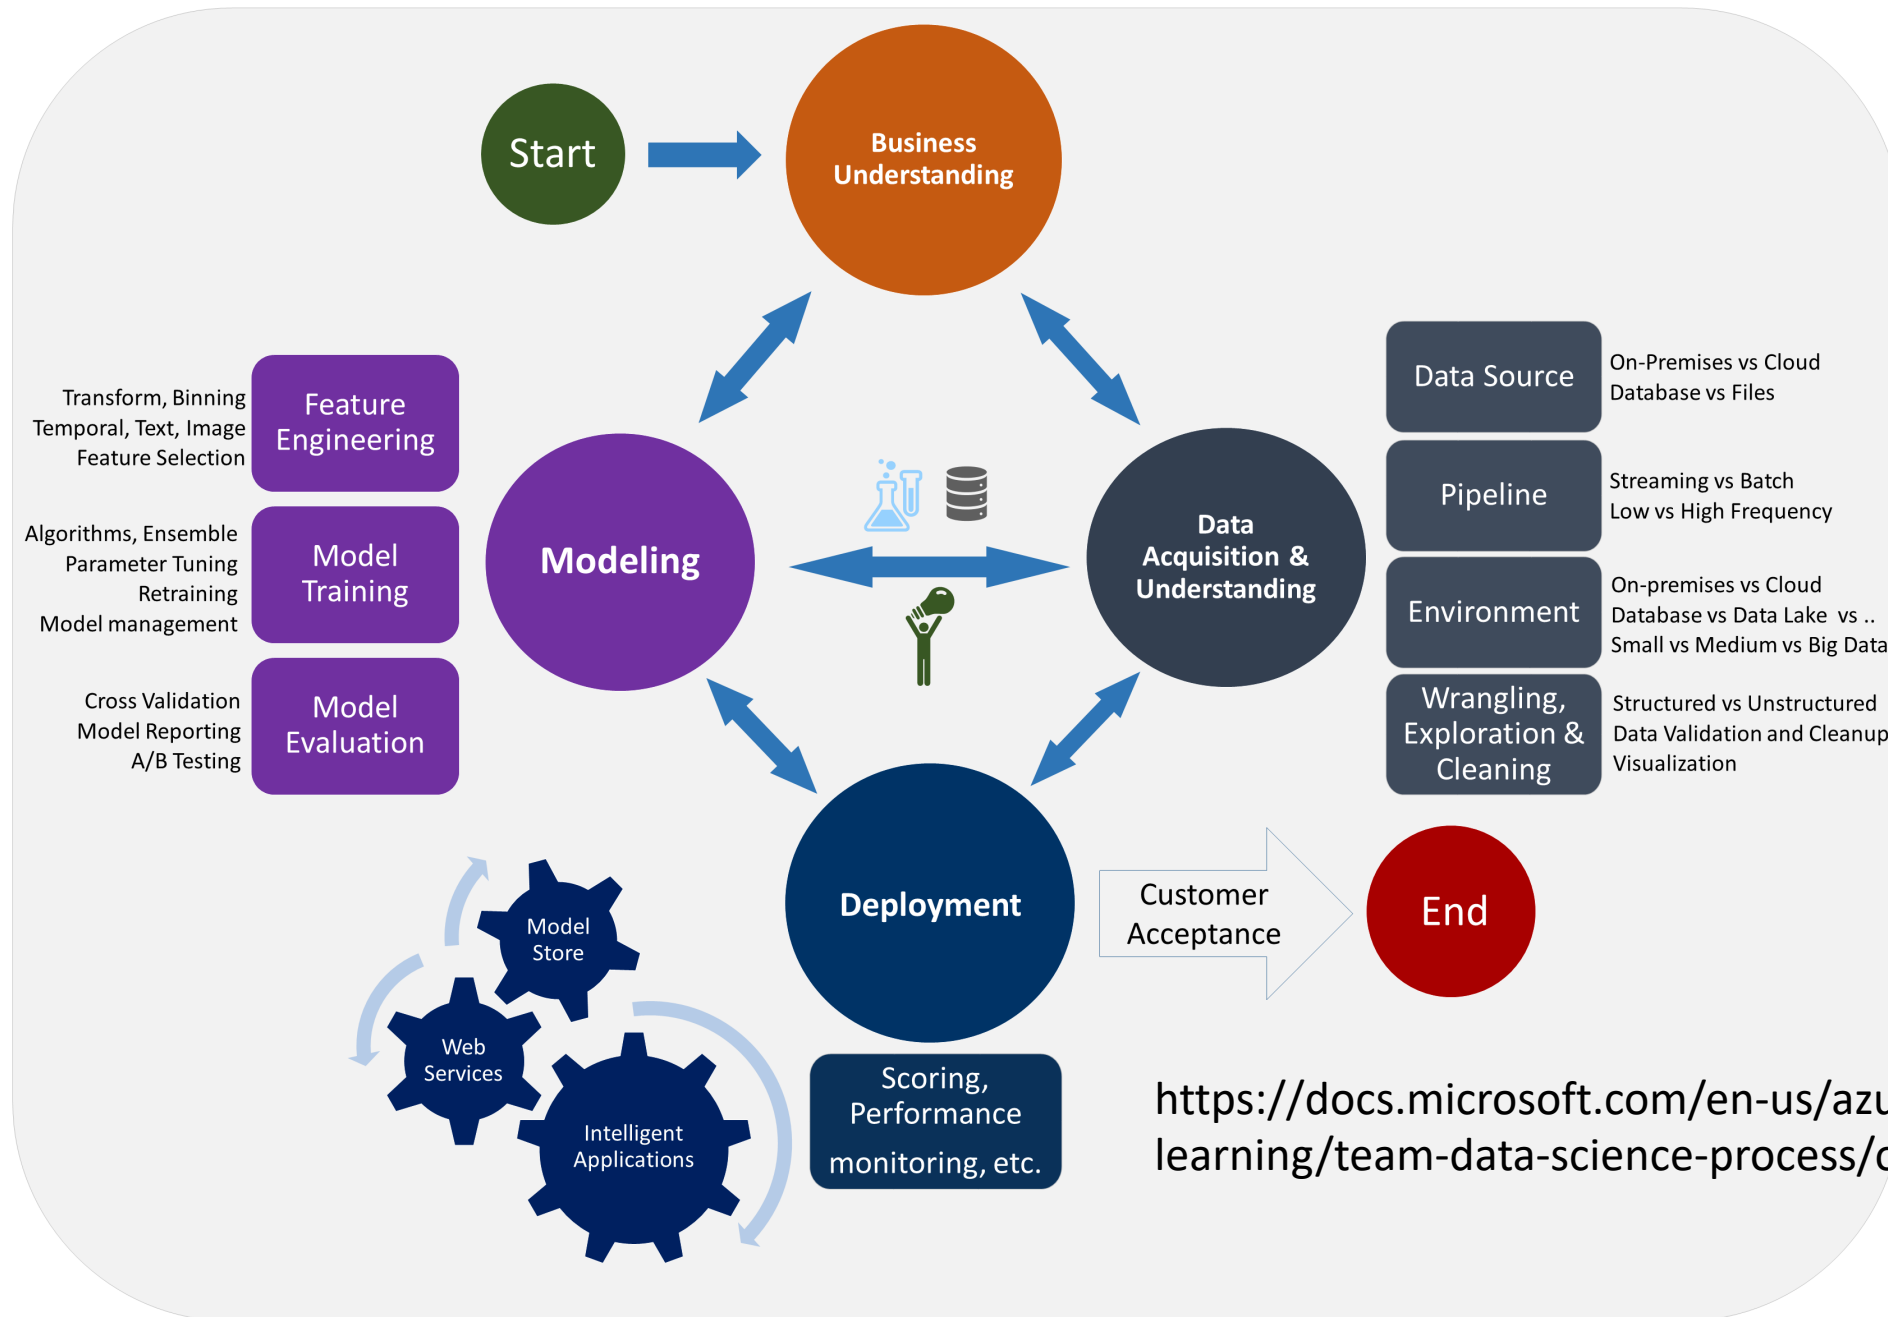 Start
Business
Understanding
Transform, Binning
Temporal, Text, Image
Feature Selection
Feature
Engineering
Algorithms, Ensemble
Parameter Tuning
Retraining
Model management
Model
Training
Cross Validation
Model Reporting
A/B Testing
Model
Evaluation
Modeling
Data
Acquisition &
Understanding
Data Source
On-Premises vs Cloud
Database vs Files
Pipeline
Streaming vs Batch
Low vs High Frequency
Environment
On-premises vs Cloud
Database vs Data Lake vs ..
Small vs Medium vs Big Data
Wrangling,
Exploration &
Cleaning
Structured vs Unstructured
Data Validation and Cleanup
Visualization
Deployment
Customer
Acceptance
End
Model
Store
Web
Services
Intelligent
Applications
Scoring,
Performance
monitoring, etc.
https://docs.microsoft.com/en-us/azu
learning/team-data-science-process/